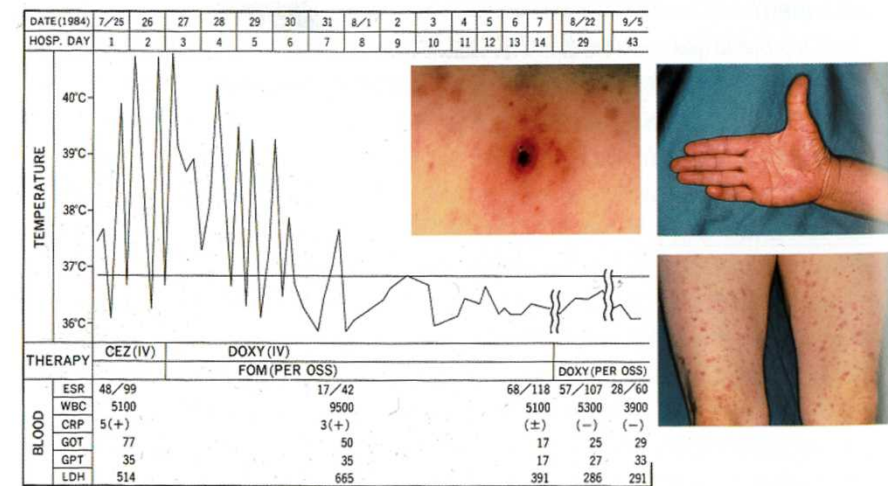 DATE(1984) 7/25 26 27 28 29 30 31 8/1 2 3 4 5 6 7 8/22 9/5
HOSP. DAY 1 2 3 4 5 6 7 8 9 10 11 12 13 14 29 43
TEMPERATURE
40°C
39°C
38°C
37°C
36°C
THERAPY CEZ(IV) DOXY(IV)
FOM(PER OSS) DOXY(PER OSS)
BLOOD
ESR 48/99 17/42 68/118 57/107 28/60
WBC 5100 9500 5100 5300 3900
CRP 5(+) 3(+) (±) (−) (−)
GOT 77 50 17 25 29
GPT 35 35 17 27 33
LDH 514 665 391 286 291